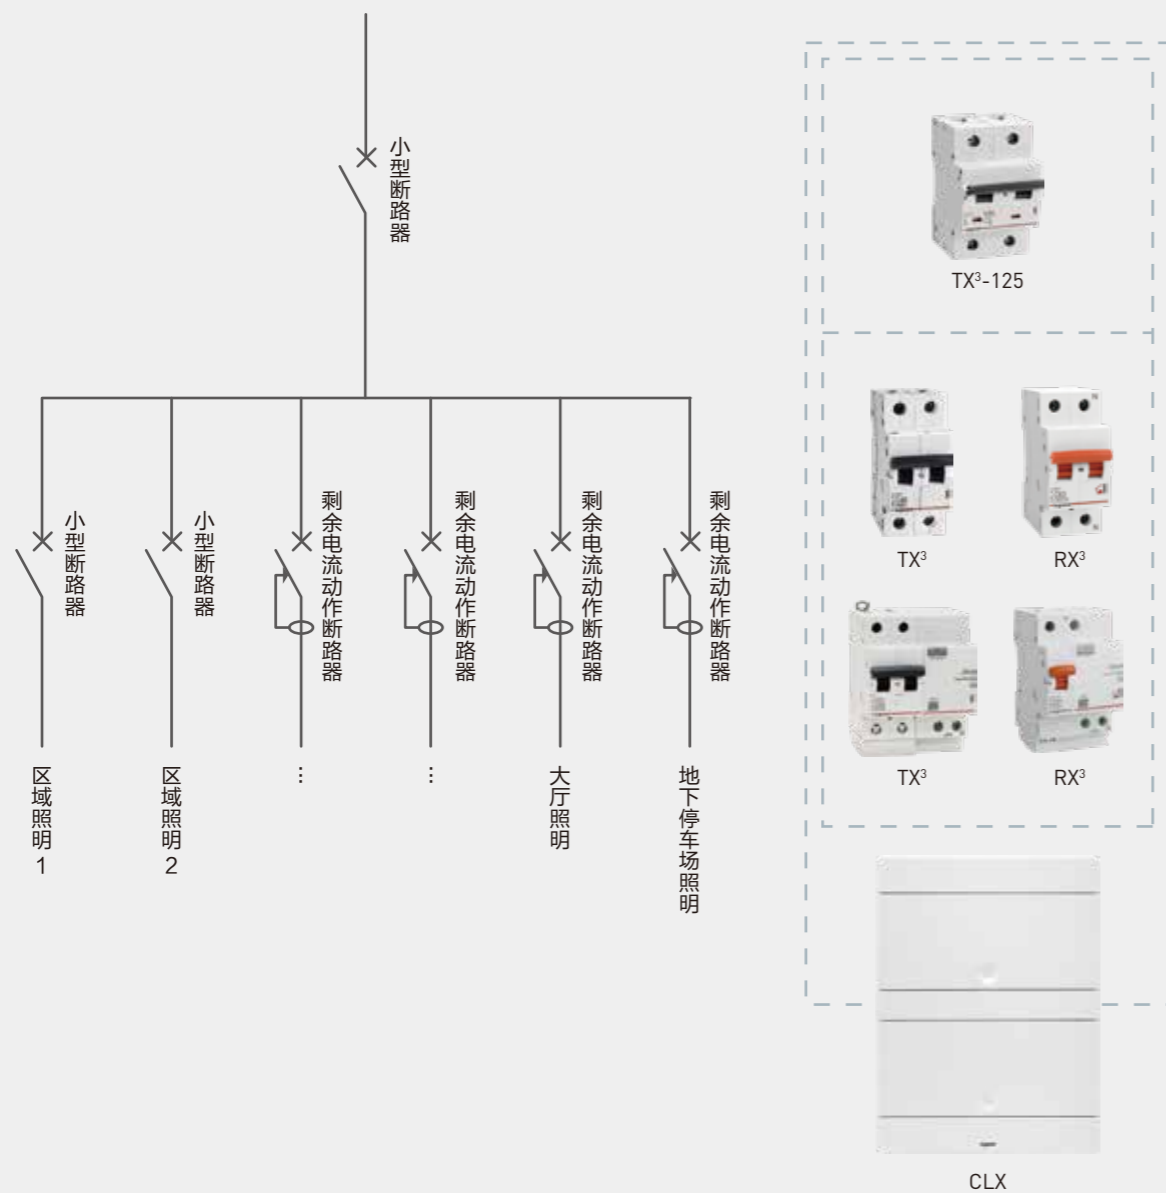 小型断路器
小型断路器
小型断路器
剩余电流动作断路器
剩余电流动作断路器
剩余电流动作断路器
剩余电流动作断路器
区域照明1
区域照明2
…
…
大厅照明
地下停车场照明
TX³-125
TX³
RX³
TX³
RX³
CLX